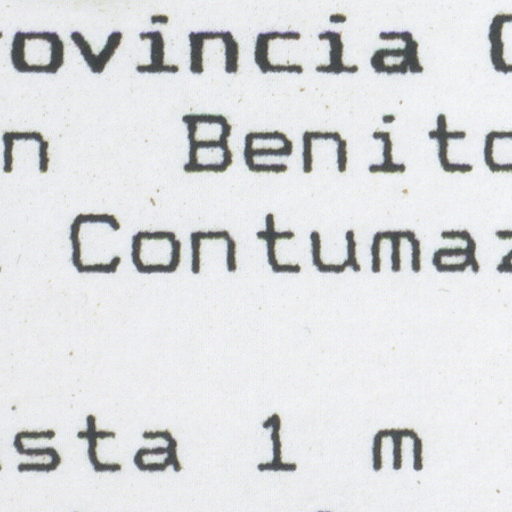 rovincia C
n Benito
Contumaz
sta 1 m